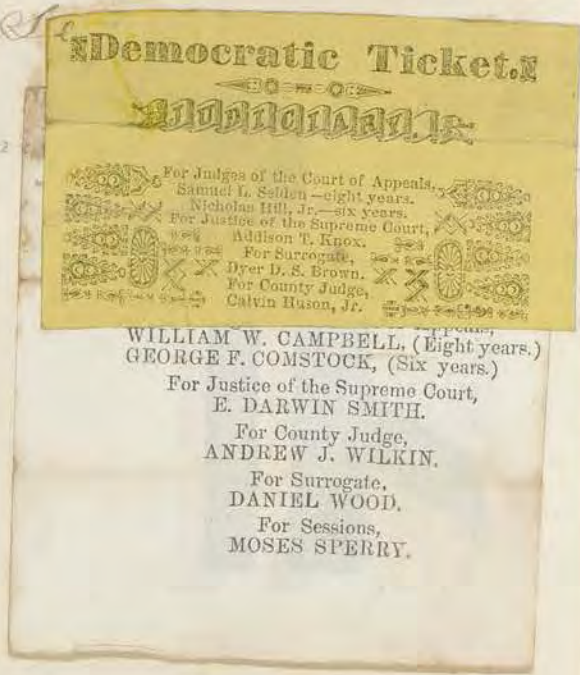 Democratic Ticket.
JUDICIARY.
For Judges of the Court of Appeals,
Samuel L. Selden—eight years.
Nicholas Hill, Jr.—six years.
For Justice of the Supreme Court,
Addison T. Knox.
For Surrogate,
Dyer D. S. Brown.
For County Judge,
Calvin Huson, Jr.
Appeals,
WILLIAM W. CAMPBELL, (Eight years.)
GEORGE F. COMSTOCK, (Six years.)
For Justice of the Supreme Court,
E. DARWIN SMITH.
For County Judge,
ANDREW J. WILKIN.
For Surrogate,
DANIEL WOOD.
For Sessions,
MOSES SPERRY.